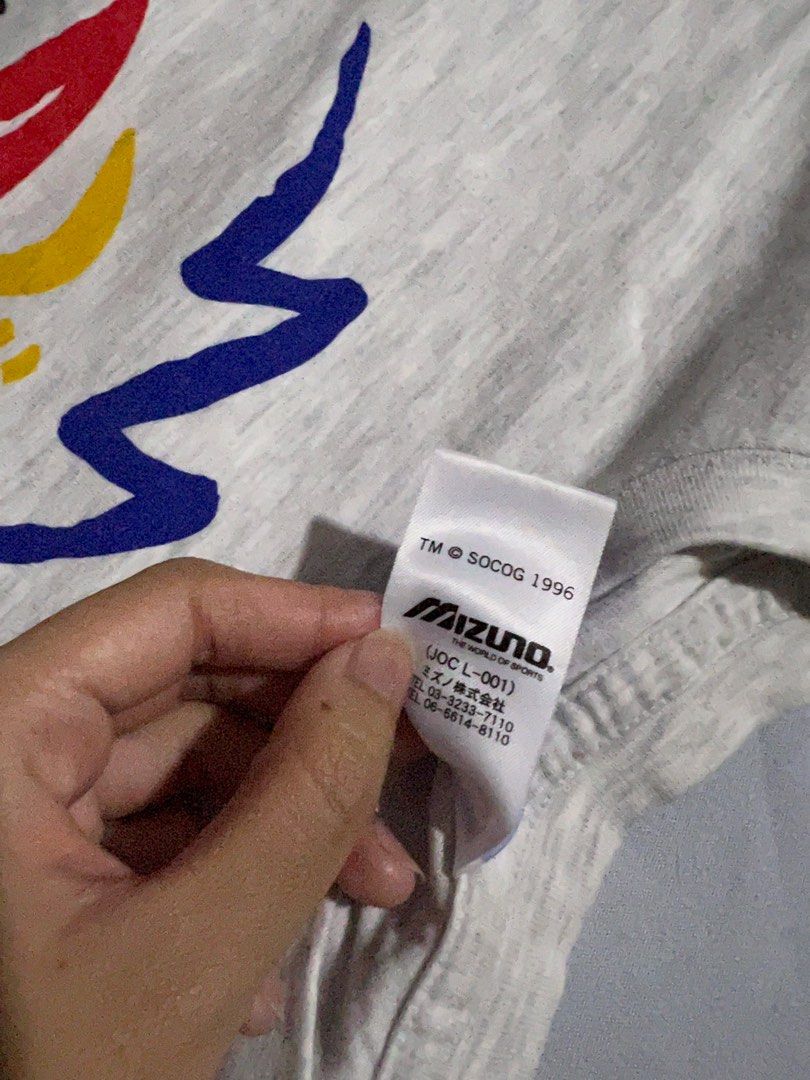 TM © SOCOG 1996
MIZUNO®
THE WORLD OF SPORTS
(JOC L-001)
ミズノ株式会社
TEL 03-3233-7110
TEL 06-6614-8110